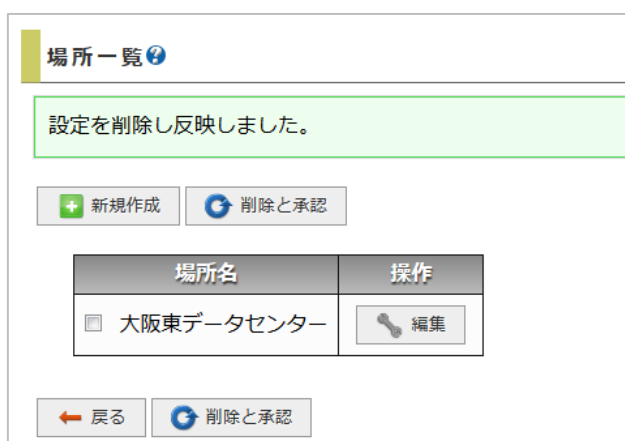 場所一覧
設定を削除し反映しました。
新規作成 削除と承認
場所名 操作
大阪東データセンター 編集
戻る 削除と承認